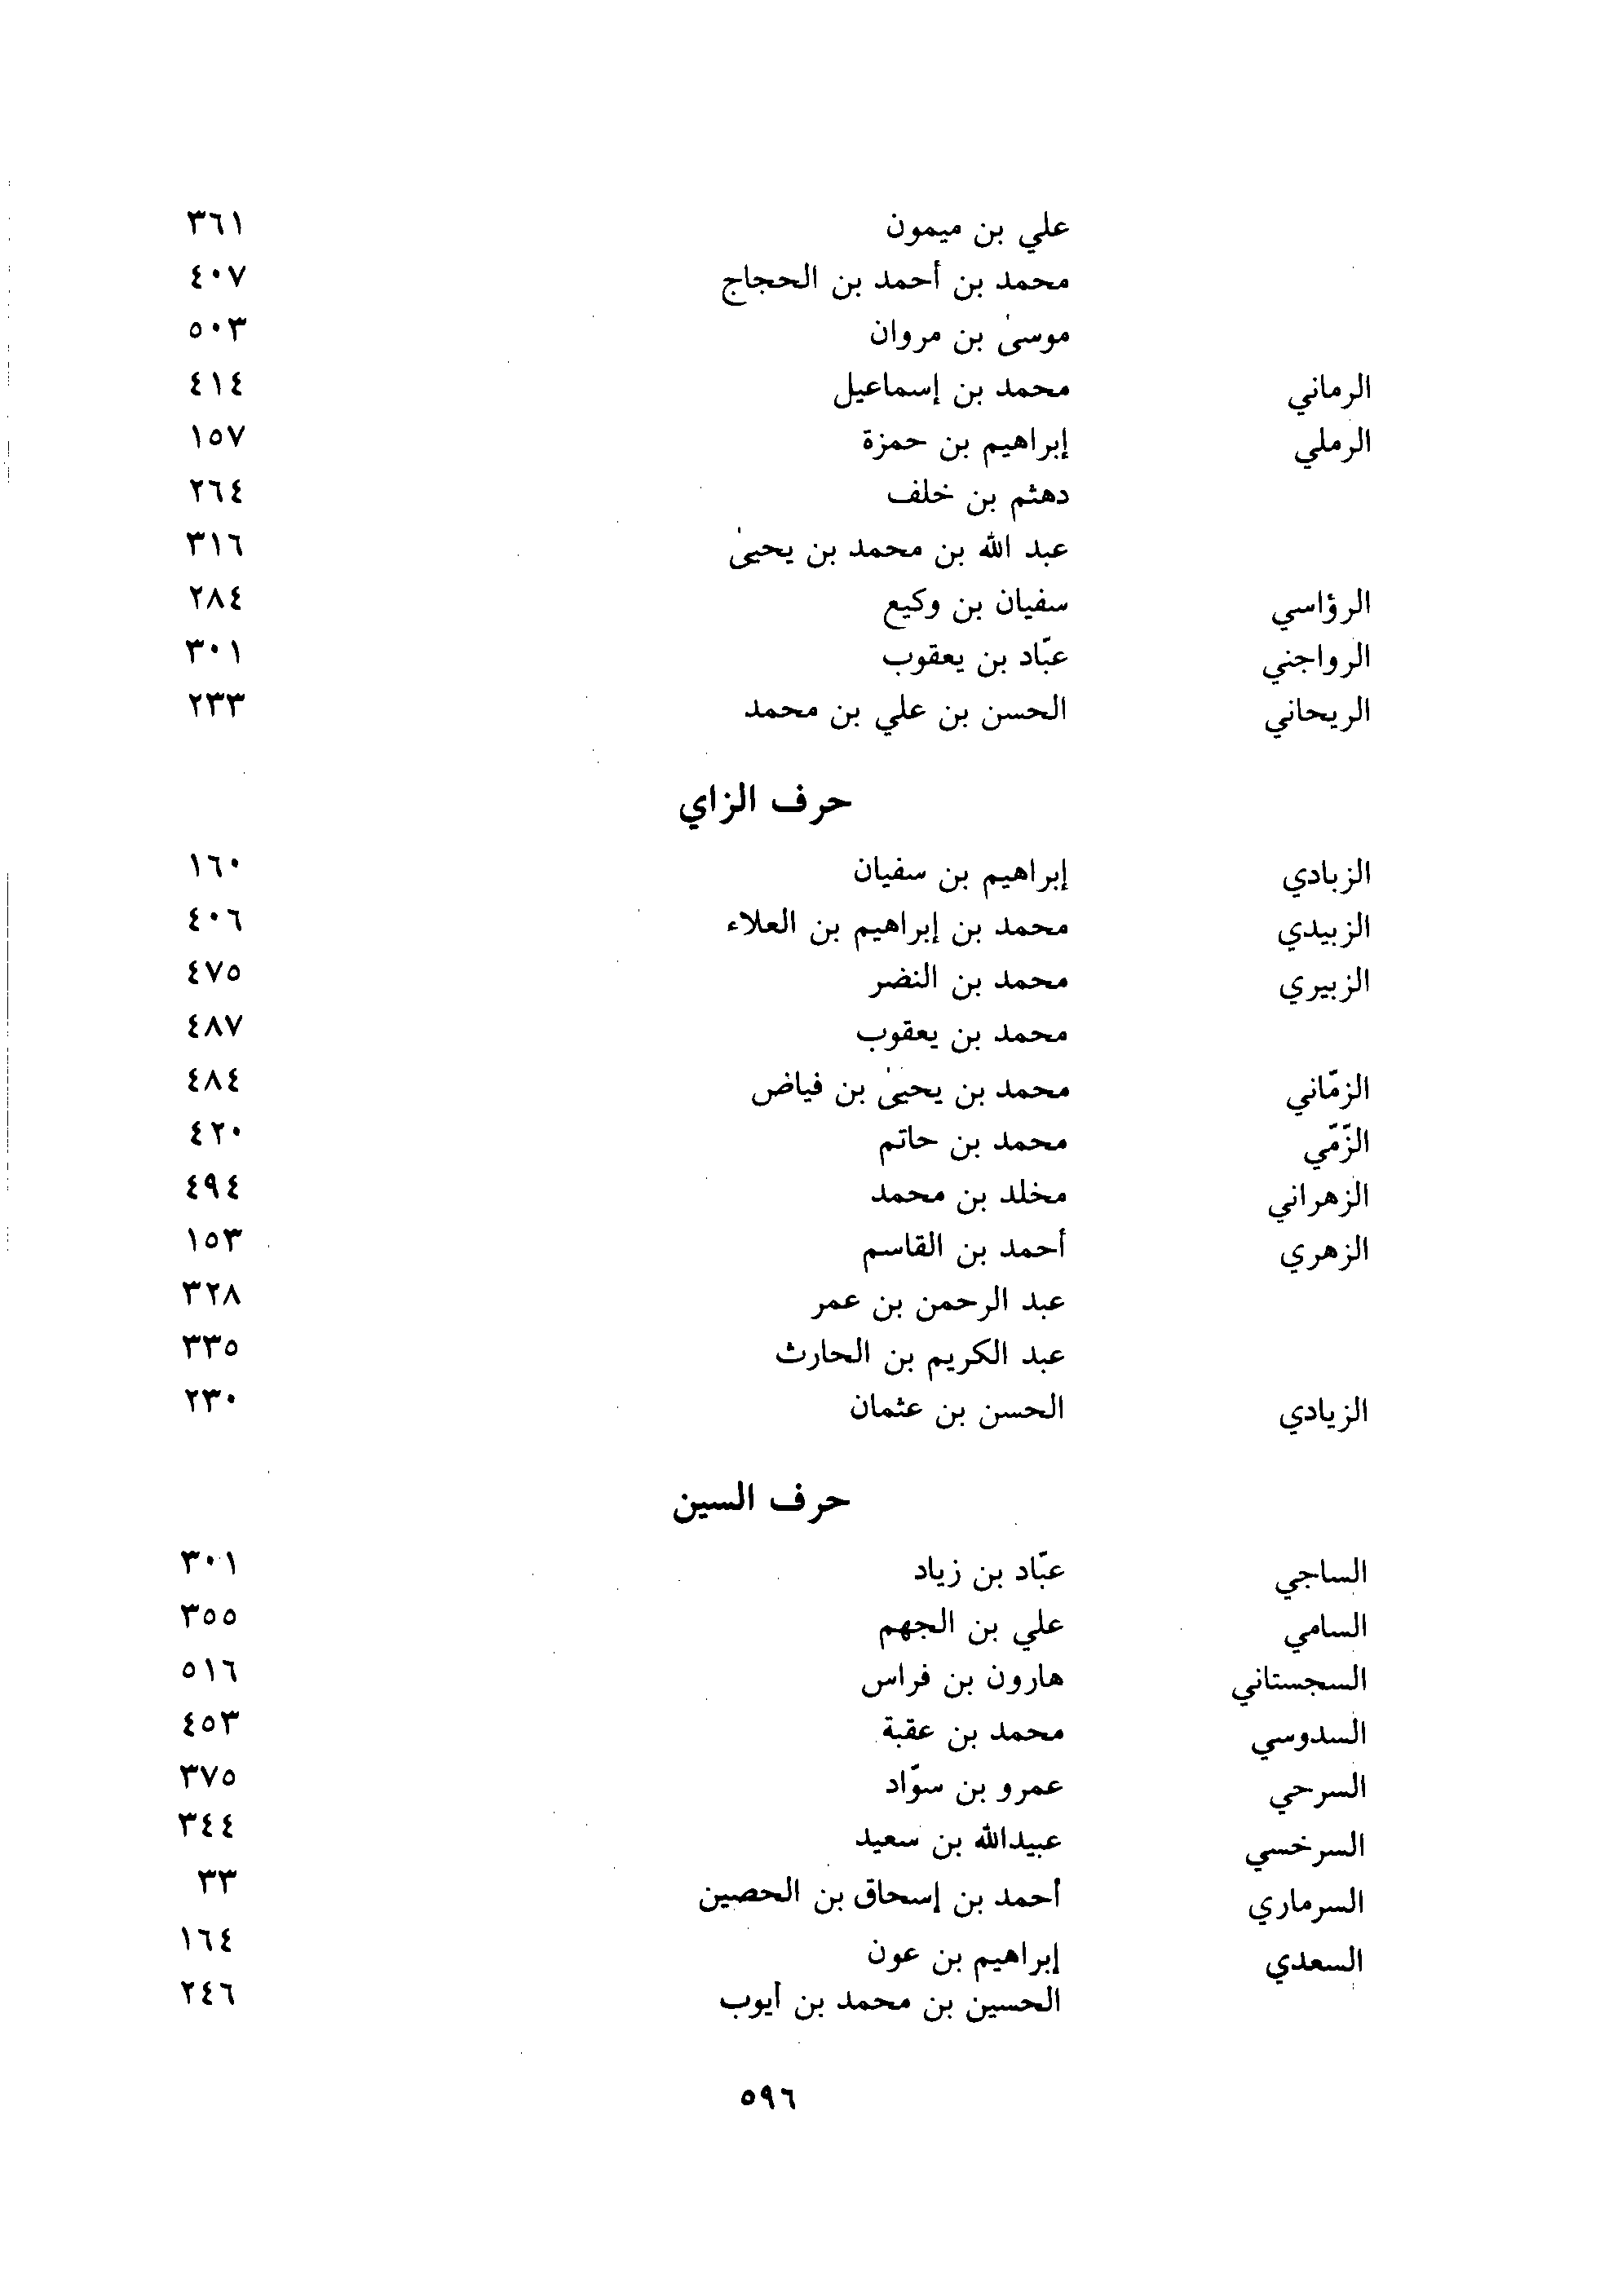 علي بن ميمون ٣٦١
محمد بن أحمد بن الحجاج ٤٠٧
موسىٰ بن مروان ٥٠٣
الرماني محمد بن إسماعيل ٤١٤
الرملي إبراهيم بن حمزة ١٥٧
دهثم بن خلف ٢٦٤
عبد الله بن محمد بن يحيىٰ ٣١٦
الرؤاسي سفيان بن وكيع ٢٨٤
الرواجني عبّاد بن يعقوب ٣٠١
الريحاني الحسن بن علي بن محمد ٢٣٣
حرف الزاي
الزبادي إبراهيم بن سفيان ١٦٠
الزبيدي محمد بن إبراهيم بن العلاء ٤٠٦
الزبيري محمد بن النضر ٤٧٥
محمد بن يعقوب ٤٨٧
الزمّاني محمد بن يحيىٰ بن فياض ٤٨٤
الزّمّي محمد بن حاتم ٤٢٠
الزهراني مخلد بن محمد ٤٩٤
الزهري أحمد بن القاسم ١٥٣
عبد الرحمن بن عمر ٣٢٨
عبد الكريم بن الحارث ٣٣٥
الزيادي الحسن بن عثمان ٢٣٠
حرف السين
الساجي عبّاد بن زياد ٣٠١
السامي علي بن الجهم ٣٥٥
السجستاني هارون بن فراس ٥١٦
السدوسي محمد بن عقبة ٤٥٣
السرحي عمرو بن سوّاد ٣٧٥
السرخسي عبيدالله بن سعيد ٣٤٤
السرماري أحمد بن إسحاق بن الحصين ٣٣
السعدي إبراهيم بن عون ١٦٤
الحسين بن محمد بن أيوب ٢٤٦
٥٩٦